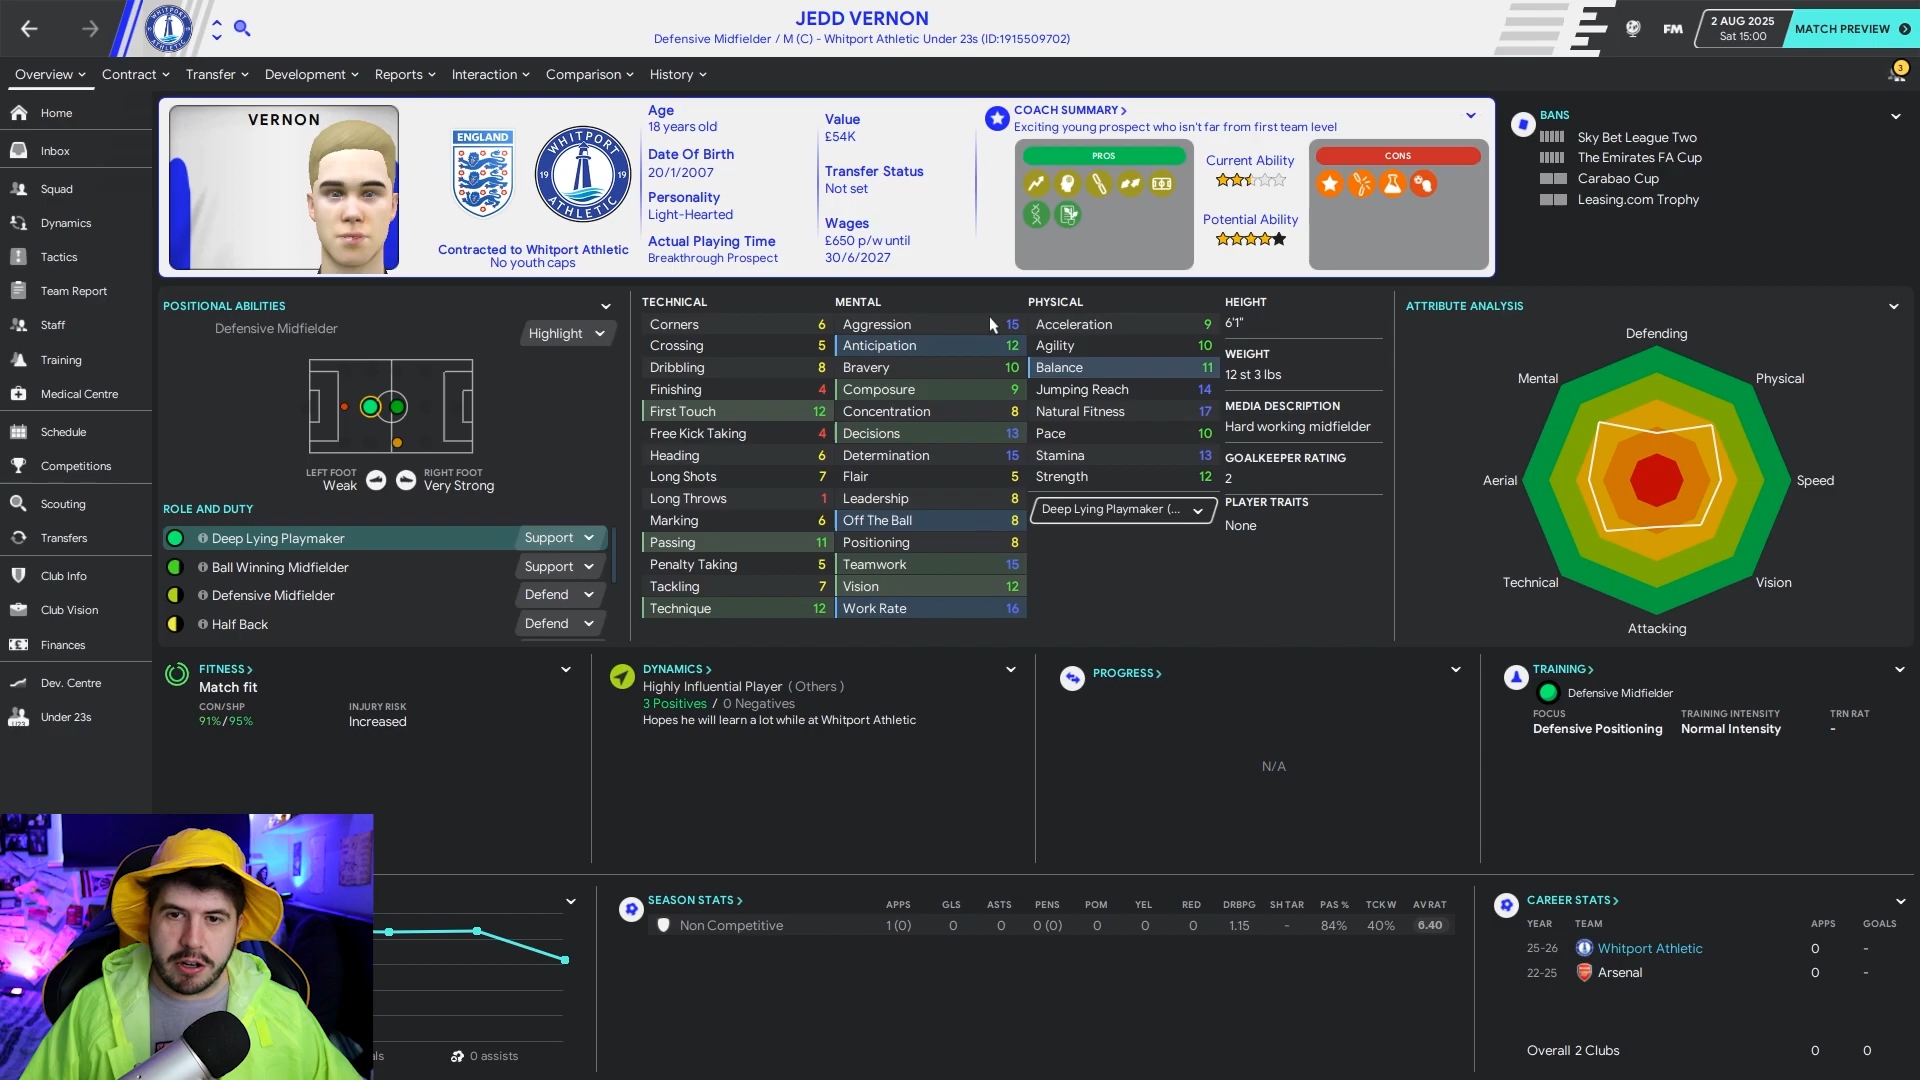 JEDD VERNON
Defensive Midfielder / M (C) - Whitport Athletic Under 23s (ID:1915509702)
FM
2 AUG 2025
Sat 15:00
MATCH PREVIEW
Overview
Contract
Transfer
Development
Reports
Interaction
Comparison
History
3
Home
Inbox
Squad
Dynamics
Tactics
Team Report
Staff
Training
Medical Centre
Schedule
Competitions
Scouting
Transfers
Club Info
Club Vision
Finances
Dev. Centre
Under 23s
VERNON
ENGLAND
WHITPORT ATHLETIC
19 19
Contracted to Whitport Athletic
No youth caps
Age
18 years old
Date Of Birth
20/1/2007
Personality
Light-Hearted
Actual Playing Time
Breakthrough Prospect
Value
£54K
Transfer Status
Not set
Wages
£650 p/w until
30/6/2027
COACH SUMMARY >
Exciting young prospect who isn't far from first team level
PROS
Current Ability
Potential Ability
CONS
BANS
Sky Bet League Two
The Emirates FA Cup
Carabao Cup
Leasing.com Trophy
POSITIONAL ABILITIES
Defensive Midfielder
Highlight
LEFT FOOT
Weak
RIGHT FOOT
Very Strong
ROLE AND DUTY
Deep Lying Playmaker Support
Ball Winning Midfielder Support
Defensive Midfielder Defend
Half Back Defend
TECHNICAL
Corners 6
Crossing 5
Dribbling 8
Finishing 4
First Touch 12
Free Kick Taking 4
Heading 6
Long Shots 7
Long Throws 1
Marking 6
Passing 11
Penalty Taking 5
Tackling 7
Technique 12
MENTAL
Aggression 15
Anticipation 12
Bravery 10
Composure 9
Concentration 8
Decisions 13
Determination 15
Flair 5
Leadership 8
Off The Ball 8
Positioning 8
Teamwork 15
Vision 12
Work Rate 16
PHYSICAL
Acceleration 9
Agility 10
Balance 11
Jumping Reach 14
Natural Fitness 17
Pace 10
Stamina 13
Strength 12
Deep Lying Playmaker (...
HEIGHT
6'1"
WEIGHT
12 st 3 lbs
MEDIA DESCRIPTION
Hard working midfielder
GOALKEEPER RATING
2
PLAYER TRAITS
None
ATTRIBUTE ANALYSIS
Defending
Mental
Physical
Aerial
Speed
Technical
Vision
Attacking
FITNESS >
Match fit
CON/SHP
91% / 95%
INJURY RISK
Increased
DYNAMICS >
Highly Influential Player ( Others )
3 Positives / 0 Negatives
Hopes he will learn a lot while at Whitport Athletic
PROGRESS >
N/A
TRAINING >
Defensive Midfielder
FOCUS TRAINING INTENSITY TRN RAT
Defensive Positioning Normal Intensity -
0 assists
SEASON STATS >
APPS GLS ASTS PENS POM YEL RED DRBPG SH TAR PAS % TCK W AV RAT
Non Competitive 1 (0) 0 0 0 (0) 0 0 0 1.15 - 84% 40% 6.40
CAREER STATS >
YEAR TEAM APPS GOALS
25-26 Whitport Athletic 0 -
22-25 Arsenal 0 -
Overall 2 Clubs 0 0